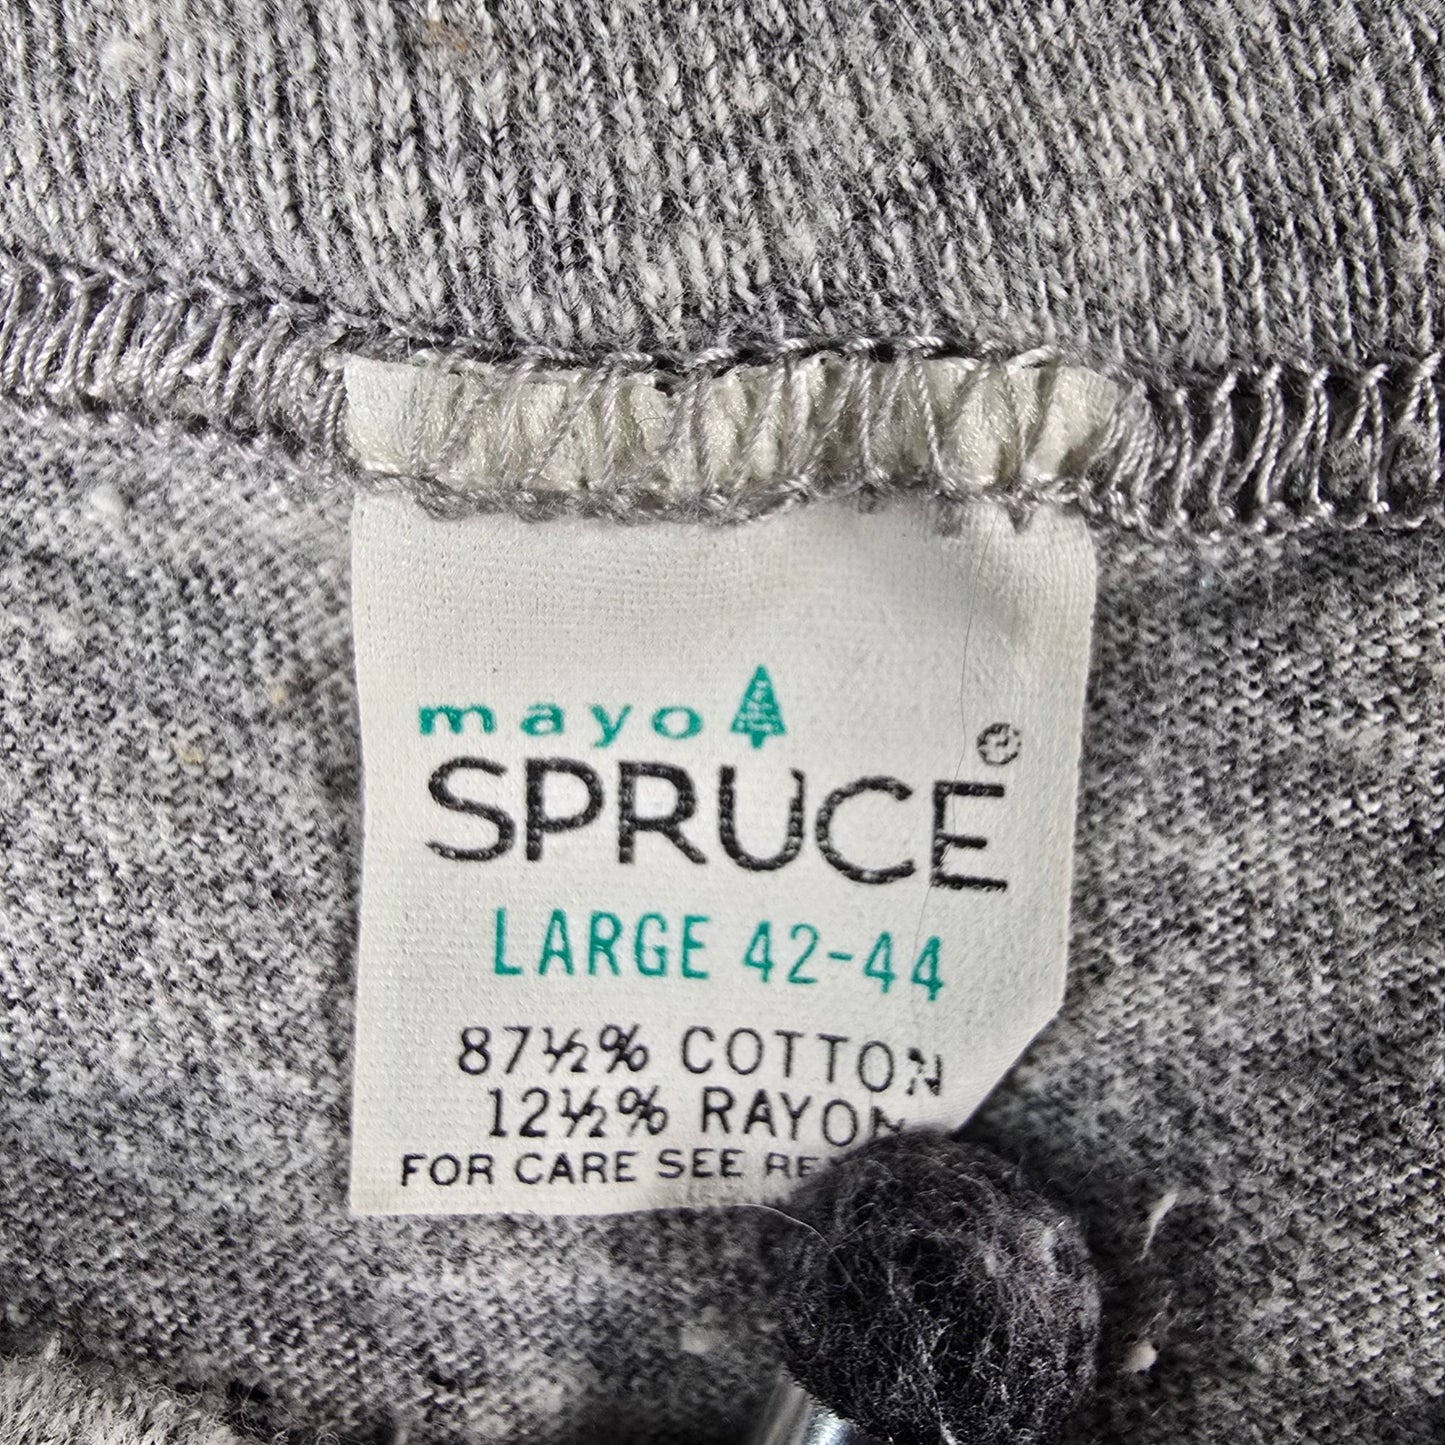 mayo
SPRUCE®
LARGE 42-44
87½% COTTON
12½% RAYON
FOR CARE SEE